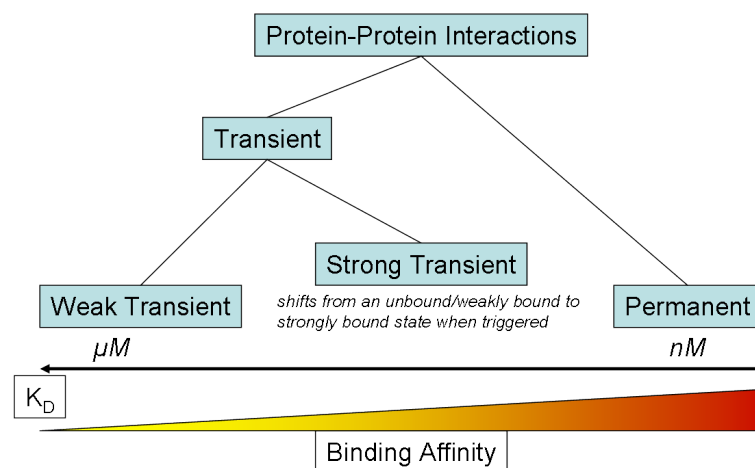 Protein-Protein Interactions
Transient
Strong Transient
shifts from an unbound/weakly bound to
strongly bound state when triggered
Weak Transient
Permanent
µM
nM
K_D
Binding Affinity